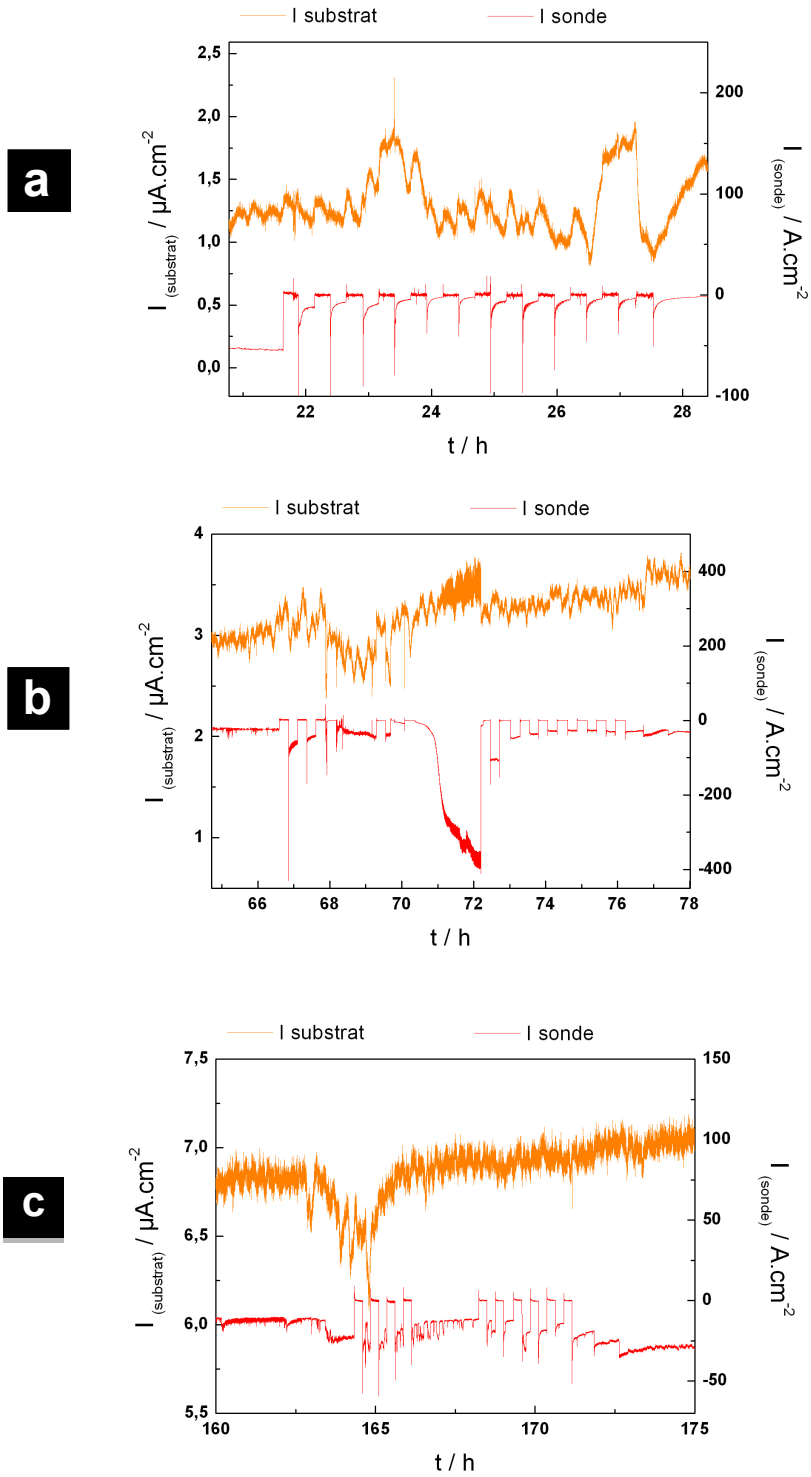 I substrat I sonde
2,5
2,0
1,5
1,0
0,5
0,0
200
100
0
-100
I (substrat) / µA.cm-2
I (sonde) / A.cm-2
22 24 26 28
t / h
a
I substrat I sonde
4
3
2
1
400
200
0
-200
-400
I (substrat) / µA.cm-2
I (sonde) / A.cm-2
66 68 70 72 74 76 78
t / h
b
I substrat I sonde
7,5
7,0
6,5
6,0
5,5
150
100
50
0
-50
I (substrat) / µA.cm-2
I (sonde) / A.cm-2
160 165 170 175
t / h
c